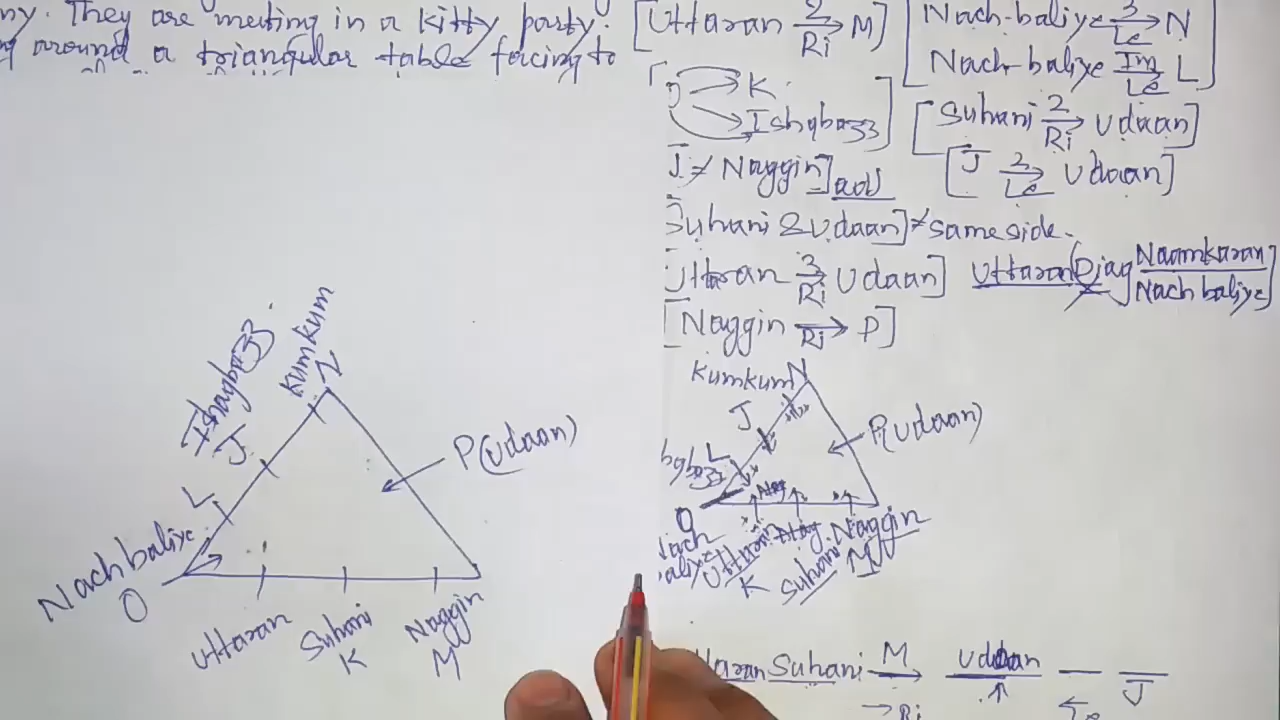 ny. They are meeting in a kitty party.
around a triangular table facing to
[Uttaran 2/Ri → M]
[Nach-baliye 3/Le → N
Nach-baliye Im/Le L]
K
Ishqbaaz]
[Suhani 2/Ri → Udaan]
J ≠ Naggin]
[J 2/Le → Udaan]
Suhani & Udaan] ≠ same side.
Uttaran 3/Ri → Udaan]
Uttaran Diag Naamkaran
Nach baliye
[Naggin Ri → P]
Kumkum
N
Ishqbaaz
J
L
P(Udaan)
Nach baliye
O
Uttaran
Suhani
K
Naggin
M
Kumkum N
J
L
P(Udaan)
O
Uttaran
K
Suhani
Naggin
M
Suhani M → Udaan
→ Ri
J